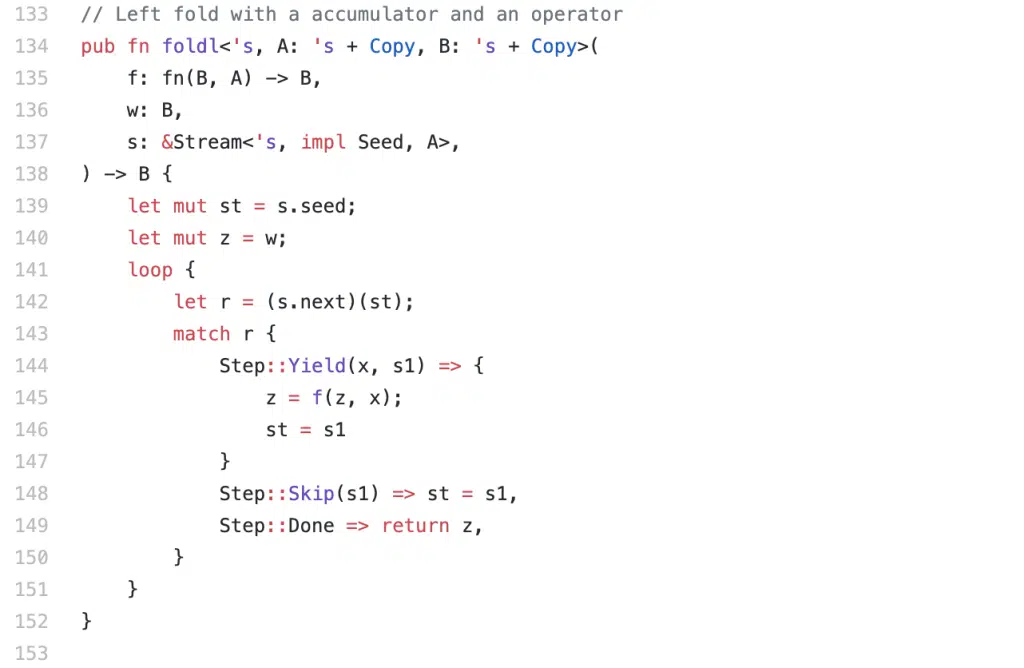 133 // Left fold with a accumulator and an operator
134 pub fn foldl<'s, A: 's + Copy, B: 's + Copy>(
135     f: fn(B, A) -> B,
136     w: B,
137     s: &Stream<'s, impl Seed, A>,
138 ) -> B {
139     let mut st = s.seed;
140     let mut z = w;
141     loop {
142         let r = (s.next)(st);
143         match r {
144             Step::Yield(x, s1) => {
145                 z = f(z, x);
146                 st = s1
147             }
148             Step::Skip(s1) => st = s1,
149             Step::Done => return z,
150         }
151     }
152 }
153